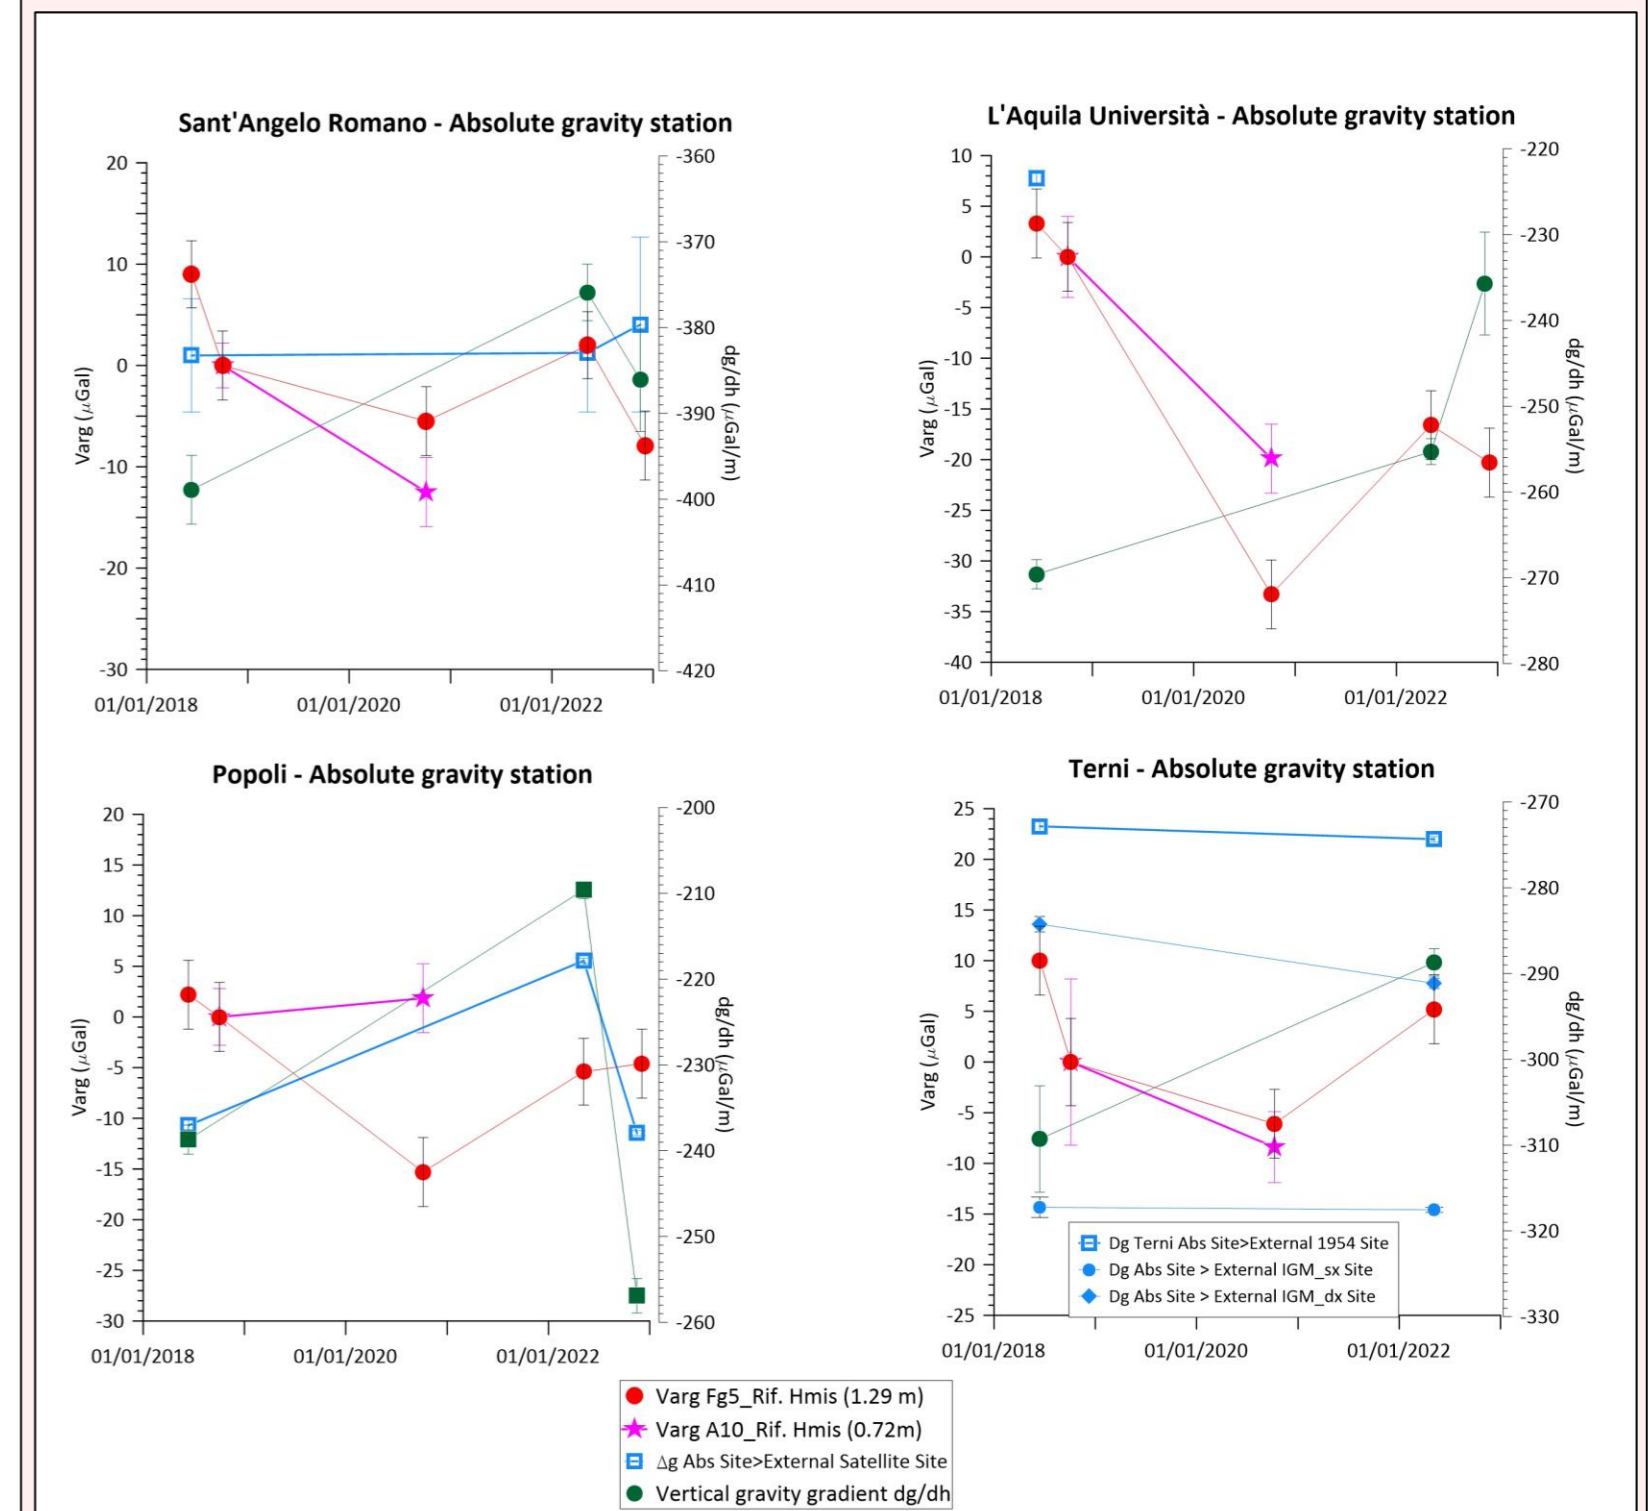 Sant'Angelo Romano - Absolute gravity station
20
10
0
-10
-20
-30
Varg (μGal)
-360
-370
-380
-390
-400
-410
-420
dg/dh (μGal/m)
01/01/2018 01/01/2020 01/01/2022
L'Aquila Università - Absolute gravity station
10
5
0
-5
-10
-15
-20
-25
-30
-35
-40
Varg (μGal)
-220
-230
-240
-250
-260
-270
-280
dg/dh (μGal/m)
01/01/2018 01/01/2020 01/01/2022
Popoli - Absolute gravity station
20
15
10
5
0
-5
-10
-15
-20
-25
-30
Varg (μGal)
-200
-210
-220
-230
-240
-250
-260
dg/dh (μGal/m)
01/01/2018 01/01/2020 01/01/2022
Terni - Absolute gravity station
25
20
15
10
5
0
-5
-10
-15
-20
-25
Varg (μGal)
-270
-280
-290
-300
-310
-320
-330
dg/dh (μGal/m)
Dg Terni Abs Site>External 1954 Site
Dg Abs Site > External IGM_sx Site
Dg Abs Site > External IGM_dx Site
01/01/2018 01/01/2020 01/01/2022
Varg Fg5_Rif. Hmis (1.29 m)
Varg A10_Rif. Hmis (0.72m)
Δg Abs Site>External Satellite Site
Vertical gravity gradient dg/dh